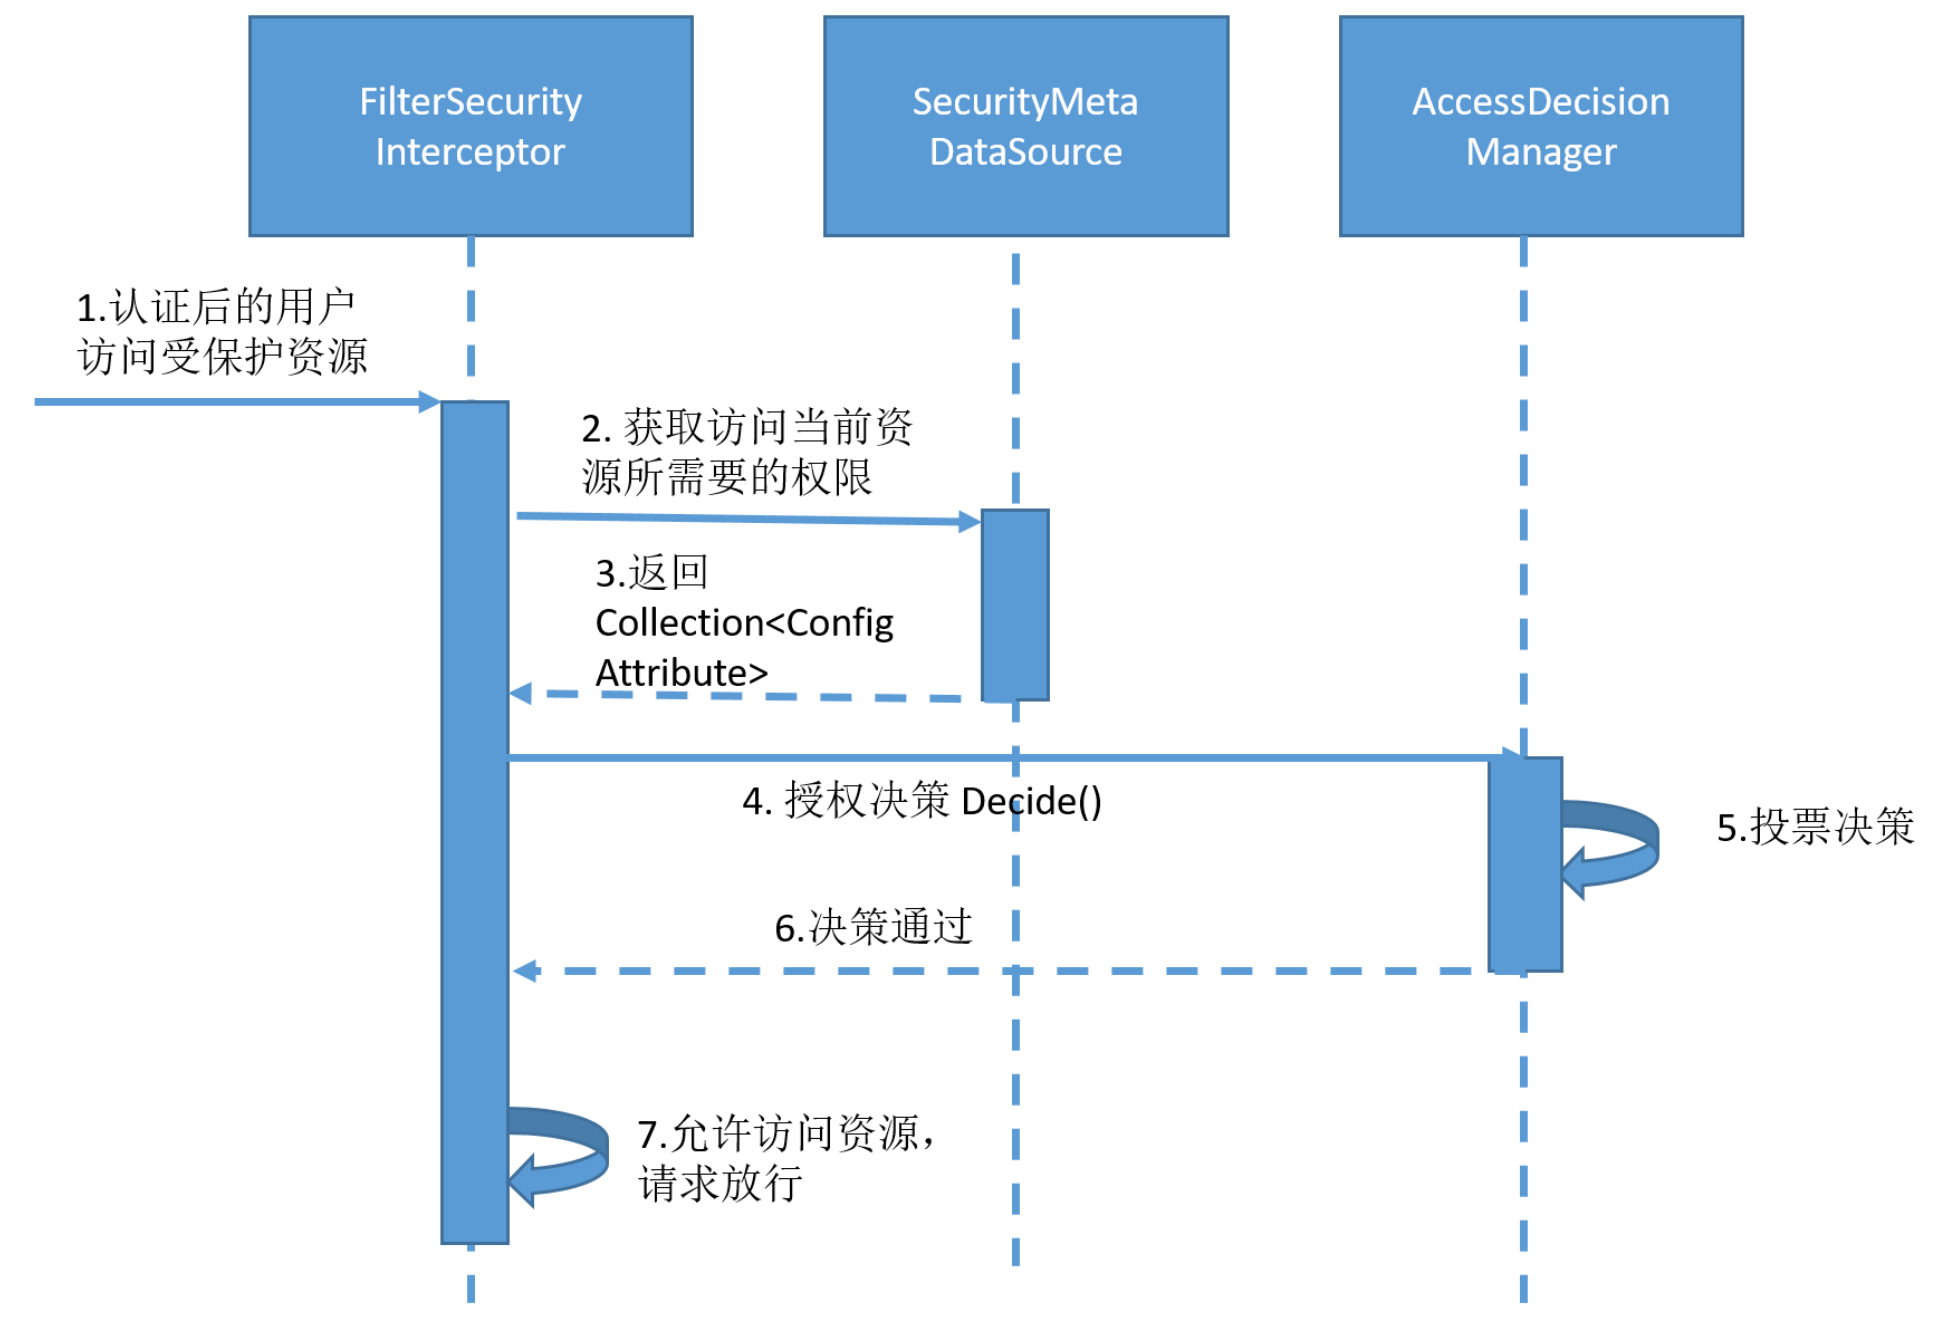 FilterSecurity
Interceptor
SecurityMeta
DataSource
AccessDecision
Manager
1.认证后的用户
访问受保护资源
2. 获取访问当前资
源所需要的权限
3.返回
Collection<Config
Attribute>
4. 授权决策 Decide()
5.投票决策
6.决策通过
7.允许访问资源，
请求放行